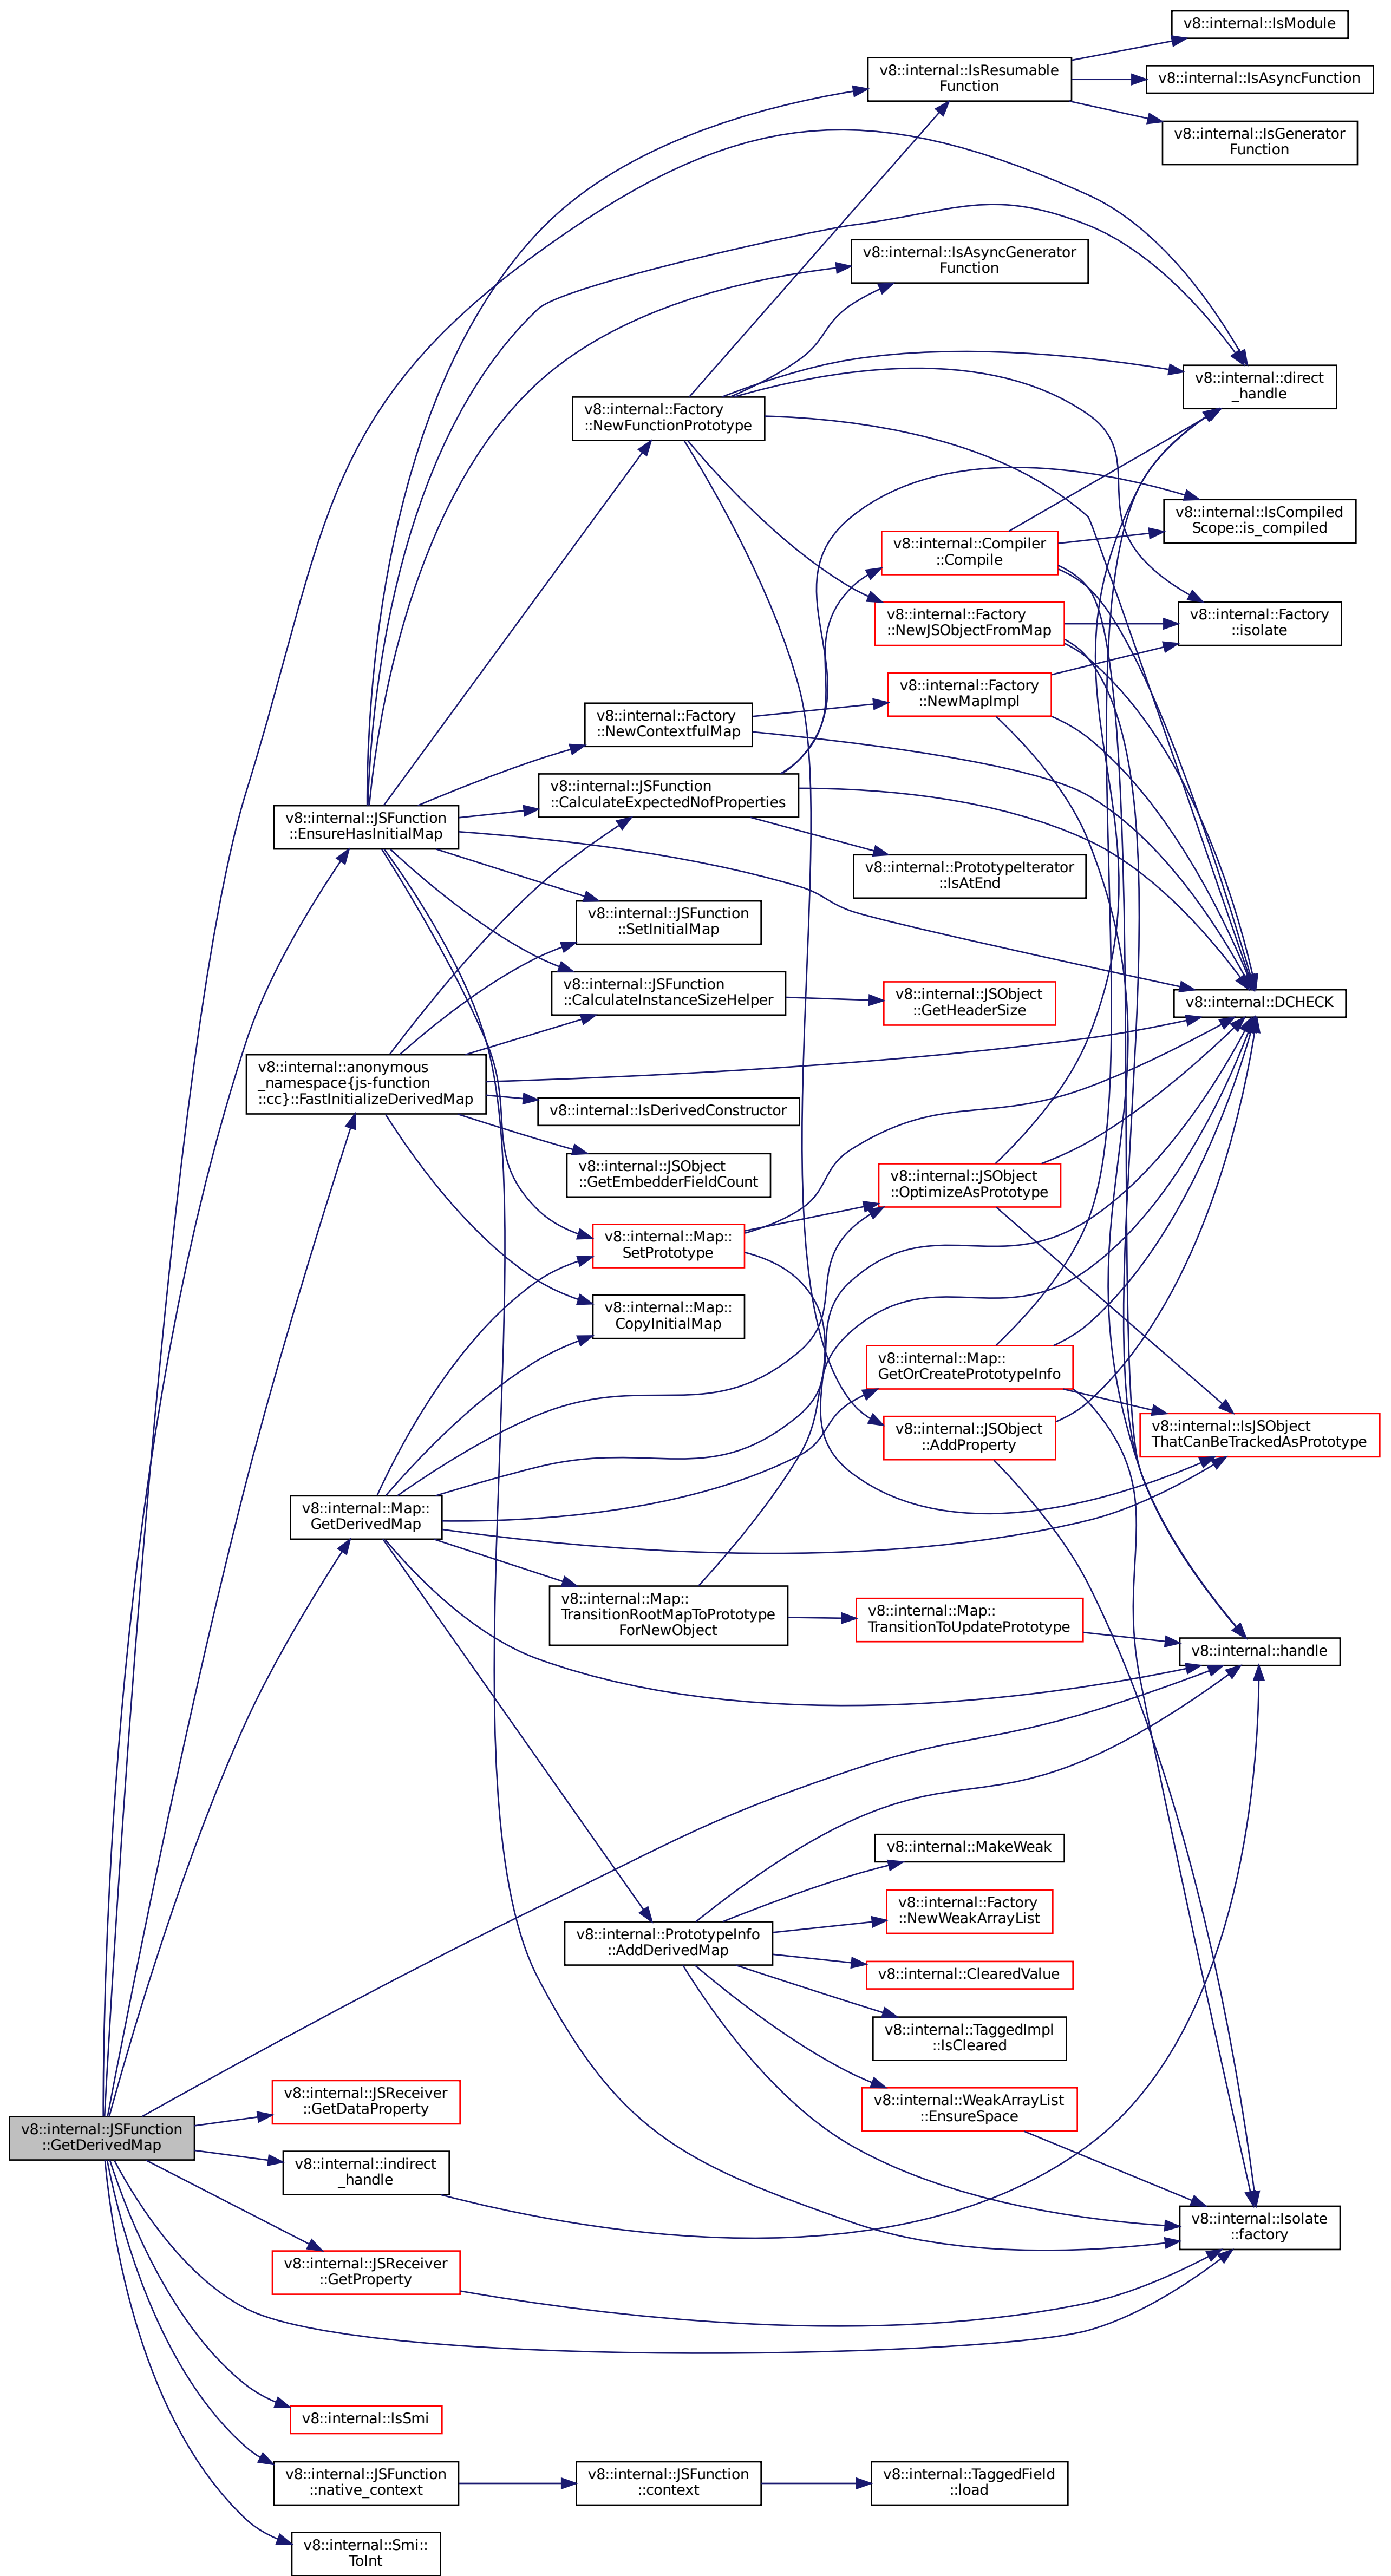 v8::internal::IsModule
v8::internal::IsResumable
Function
v8::internal::IsAsyncFunction
v8::internal::IsGenerator
Function
v8::internal::IsAsyncGenerator
Function
v8::internal::direct
_handle
v8::internal::Factory
::NewFunctionPrototype
v8::internal::IsCompiled
Scope::is_compiled
v8::internal::Compiler
::Compile
v8::internal::Factory
::NewJSObjectFromMap
v8::internal::Factory
::isolate
v8::internal::Factory
::NewMapImpl
v8::internal::Factory
::NewContextfulMap
v8::internal::JSFunction
::CalculateExpectedNofProperties
v8::internal::JSFunction
::EnsureHasInitialMap
v8::internal::PrototypeIterator
::IsAtEnd
v8::internal::JSFunction
::SetInitialMap
v8::internal::JSFunction
::CalculateInstanceSizeHelper
v8::internal::JSObject
::GetHeaderSize
v8::internal::DCHECK
v8::internal::anonymous
_namespace{js-function
::cc}::FastInitializeDerivedMap
v8::internal::IsDerivedConstructor
v8::internal::JSObject
::GetEmbedderFieldCount
v8::internal::JSObject
::OptimizeAsPrototype
v8::internal::Map::
SetPrototype
v8::internal::Map::
CopyInitialMap
v8::internal::Map::
GetOrCreatePrototypeInfo
v8::internal::JSObject
::AddProperty
v8::internal::IsJSObject
ThatCanBeTrackedAsPrototype
v8::internal::Map::
GetDerivedMap
v8::internal::Map::
TransitionRootMapToPrototype
ForNewObject
v8::internal::Map::
TransitionToUpdatePrototype
v8::internal::handle
v8::internal::MakeWeak
v8::internal::Factory
::NewWeakArrayList
v8::internal::PrototypeInfo
::AddDerivedMap
v8::internal::ClearedValue
v8::internal::TaggedImpl
::IsCleared
v8::internal::JSReceiver
::GetDataProperty
v8::internal::WeakArrayList
::EnsureSpace
v8::internal::JSFunction
::GetDerivedMap
v8::internal::indirect
_handle
v8::internal::Isolate
::factory
v8::internal::JSReceiver
::GetProperty
v8::internal::IsSmi
v8::internal::JSFunction
::native_context
v8::internal::JSFunction
::context
v8::internal::TaggedField
::load
v8::internal::Smi::
ToInt